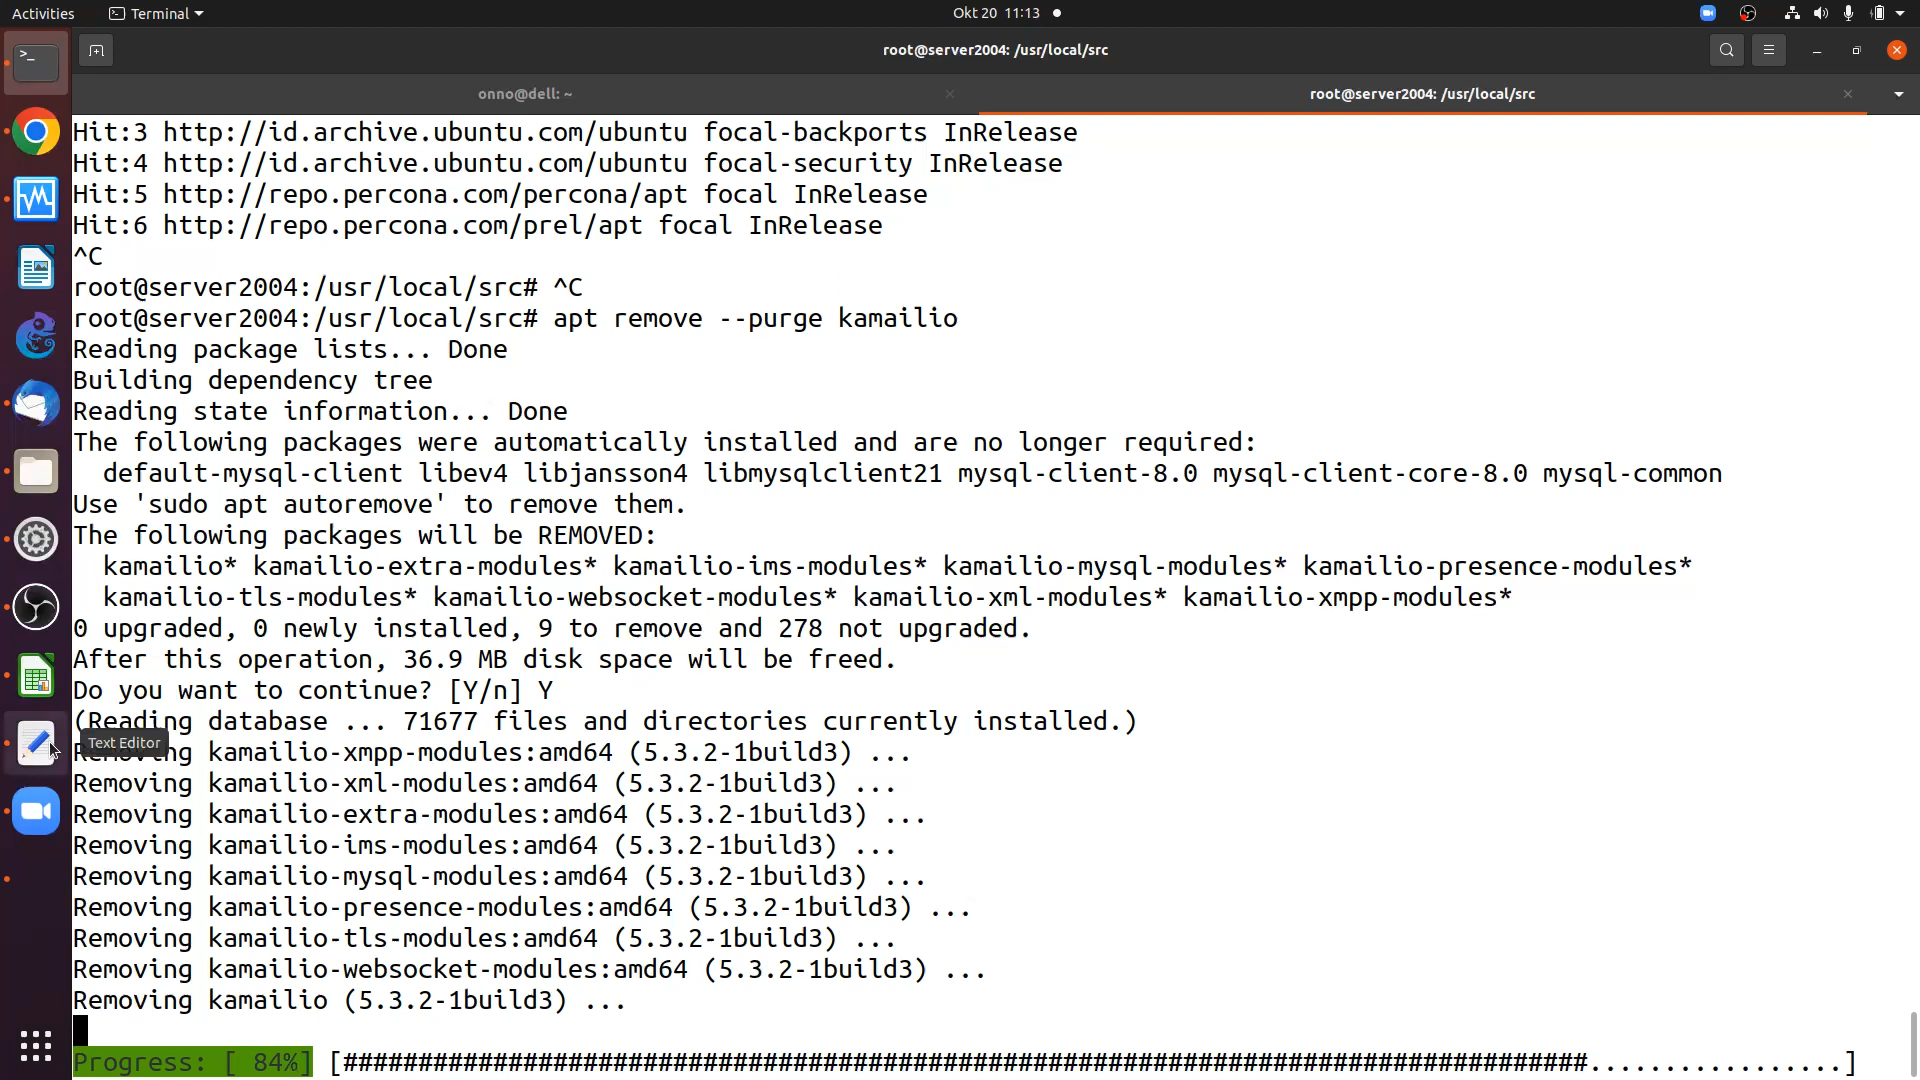 Activities Terminal Okt 20 11:13
root@server2004: /usr/local/src
onno@dell: ~ root@server2004: /usr/local/src
Hit:3 http://id.archive.ubuntu.com/ubuntu focal-backports InRelease
Hit:4 http://id.archive.ubuntu.com/ubuntu focal-security InRelease
Hit:5 http://repo.percona.com/percona/apt focal InRelease
Hit:6 http://repo.percona.com/prel/apt focal InRelease
^C
root@server2004:/usr/local/src# ^C
root@server2004:/usr/local/src# apt remove --purge kamailio
Reading package lists... Done
Building dependency tree
Reading state information... Done
The following packages were automatically installed and are no longer required:
default-mysql-client libev4 libjansson4 libmysqlclient21 mysql-client-8.0 mysql-client-core-8.0 mysql-common
Use 'sudo apt autoremove' to remove them.
The following packages will be REMOVED:
kamailio* kamailio-extra-modules* kamailio-ims-modules* kamailio-mysql-modules* kamailio-presence-modules*
kamailio-tls-modules* kamailio-websocket-modules* kamailio-xml-modules* kamailio-xmpp-modules*
0 upgraded, 0 newly installed, 9 to remove and 278 not upgraded.
After this operation, 36.9 MB disk space will be freed.
Do you want to continue? [Y/n] Y
(Reading database ... 71677 files and directories currently installed.)
Text Editor
Removing kamailio-xmpp-modules:amd64 (5.3.2-1build3) ...
Removing kamailio-xml-modules:amd64 (5.3.2-1build3) ...
Removing kamailio-extra-modules:amd64 (5.3.2-1build3) ...
Removing kamailio-ims-modules:amd64 (5.3.2-1build3) ...
Removing kamailio-mysql-modules:amd64 (5.3.2-1build3) ...
Removing kamailio-presence-modules:amd64 (5.3.2-1build3) ...
Removing kamailio-tls-modules:amd64 (5.3.2-1build3) ...
Removing kamailio-websocket-modules:amd64 (5.3.2-1build3) ...
Removing kamailio (5.3.2-1build3) ...
Progress: [ 84%] [###################################################################################.................]